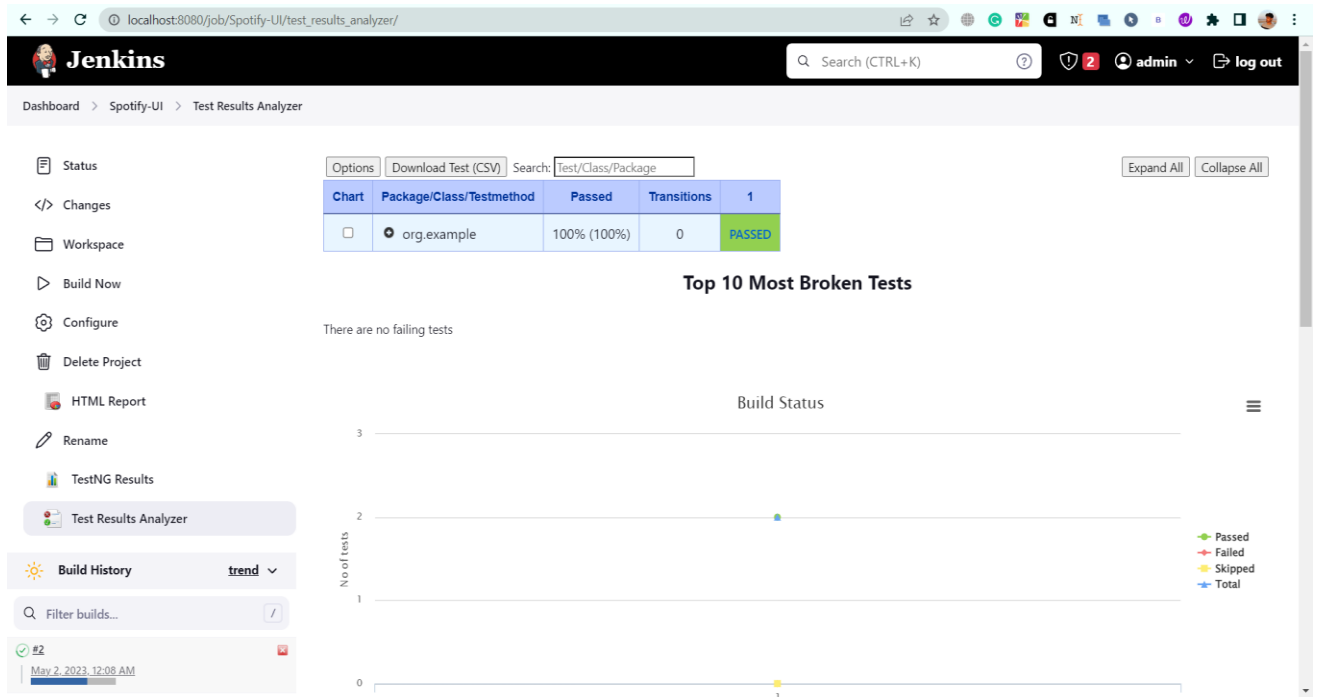 localhost:8080/job/Spotify-UI/test_results_analyzer/
Jenkins
Search (CTRL+K)
?
2
admin
log out
Dashboard > Spotify-UI > Test Results Analyzer
Status
Changes
Workspace
Build Now
Configure
Delete Project
HTML Report
Rename
TestNG Results
Test Results Analyzer
Build History trend
Filter builds... /
#2
May 2, 2023, 12:08 AM
Options Download Test (CSV) Search: Test/Class/Package Expand All Collapse All
Chart Package/Class/Testmethod Passed Transitions 1
org.example 100% (100%) 0 PASSED
Top 10 Most Broken Tests
There are no failing tests
Build Status
No of tests
3
2
1
0
1
Passed
Failed
Skipped
Total